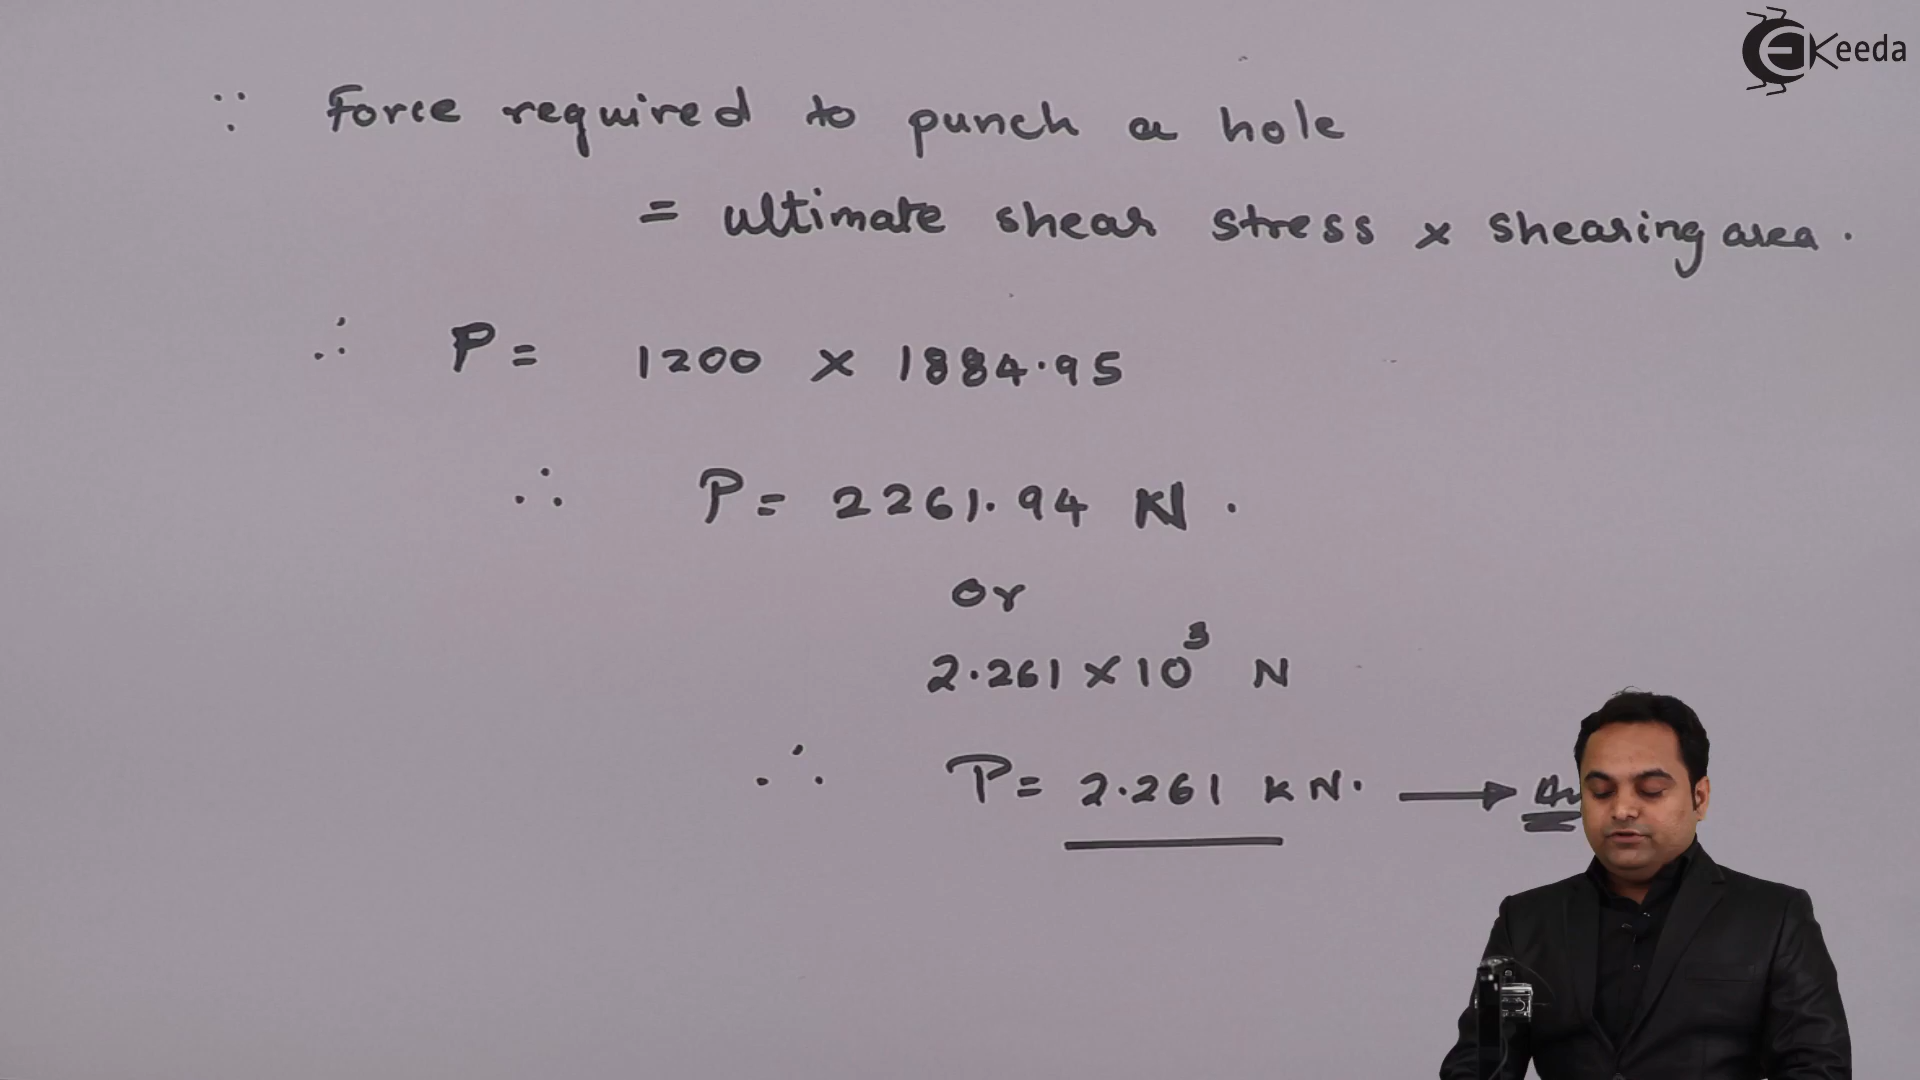 EKeeda
∵ Force required to punch a hole
= ultimate shear stress × shearing area.
∴ P = 1200 × 1884.95
∴ P = 2261.94 KN.
or
2.261 × 10³ N
∴ P = 2.261 KN. →